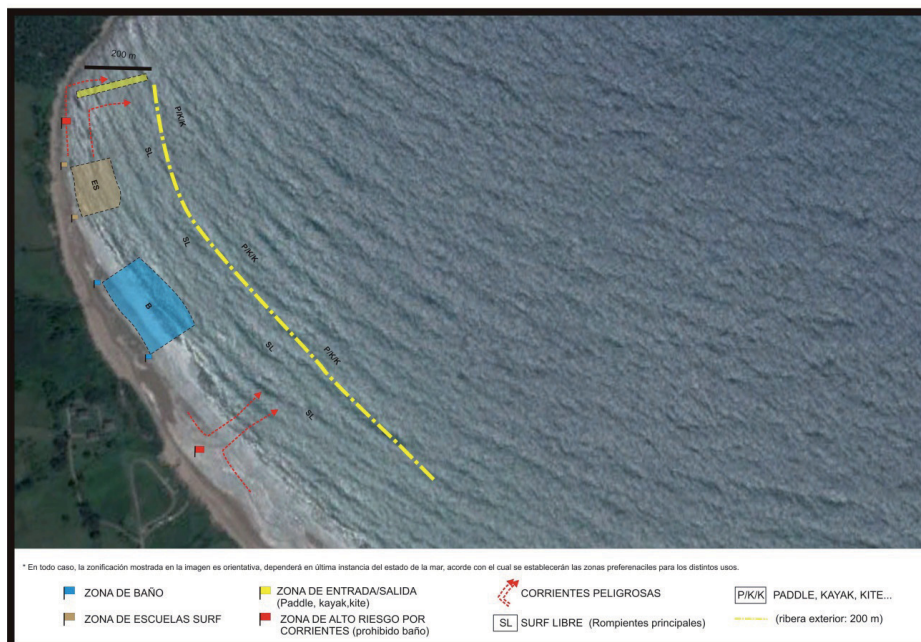 200 m
P/K/K
SL
ES
SL
P/K/K
B
SL
P/K/K
SL
* En todo caso, la zonificación mostrada en la imagen es orientativa, dependerá en última instancia del estado de la mar, acorde con el cual se establecerán las zonas preferenaciles para los distintos usos.
ZONA DE BAÑO
ZONA DE ESCUELAS SURF
ZONA DE ENTRADA/SALIDA
(Paddle, kayak,kite)
ZONA DE ALTO RIESGO POR
CORRIENTES (prohibido baño)
CORRIENTES PELIGROSAS
SL SURF LIBRE (Rompientes principales)
P/K/K PADDLE, KAYAK, KITE...
(ribera exterior: 200 m)